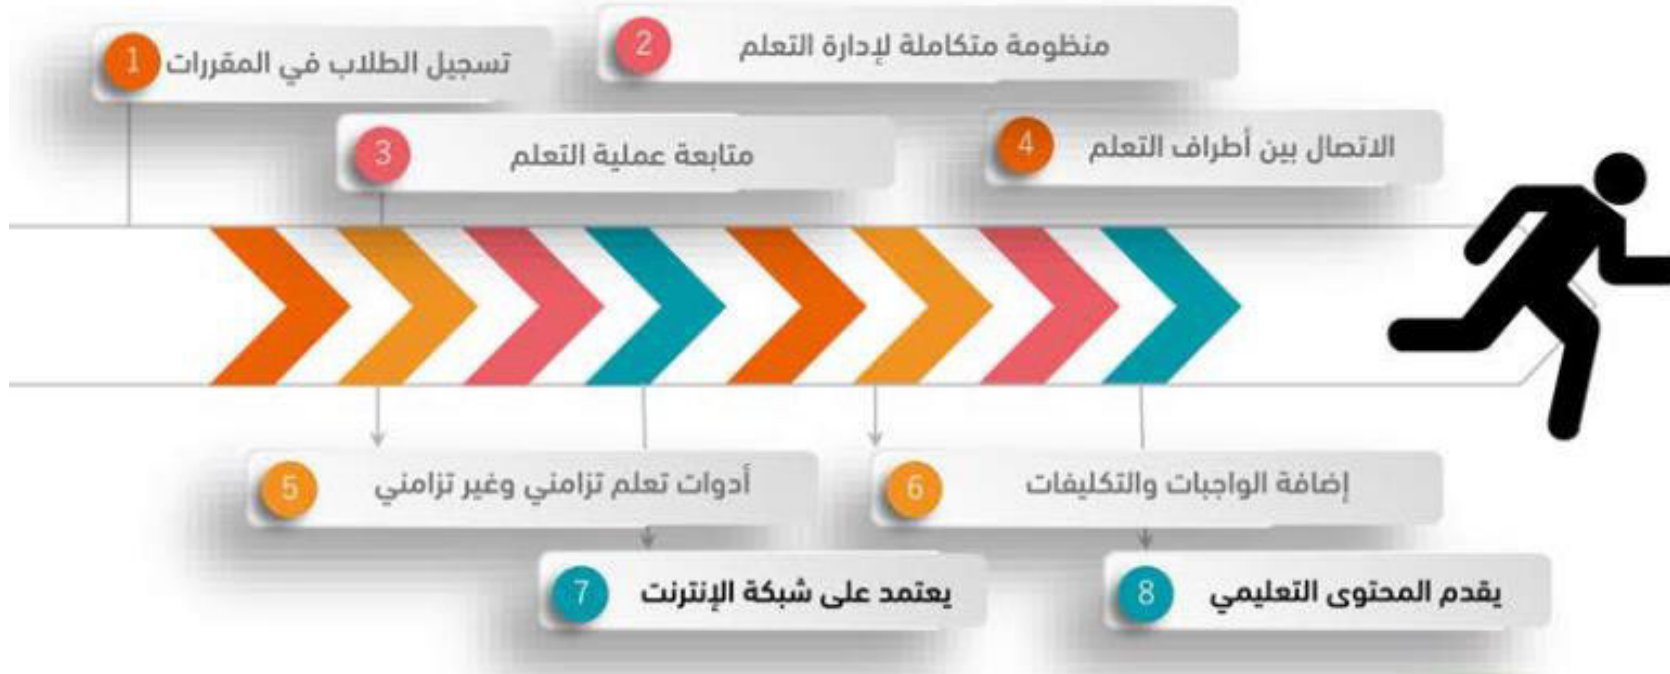 1 تسجيل الطلاب في المقررات
2 منظومة متكاملة لإدارة التعلم
3 متابعة عملية التعلم
4 الاتصال بين أطراف التعلم
5 أدوات تعلم تزامني وغير تزامني
6 إضافة الواجبات والتكليفات
7 يعتمد على شبكة الإنترنت
8 يقدم المحتوى التعليمي